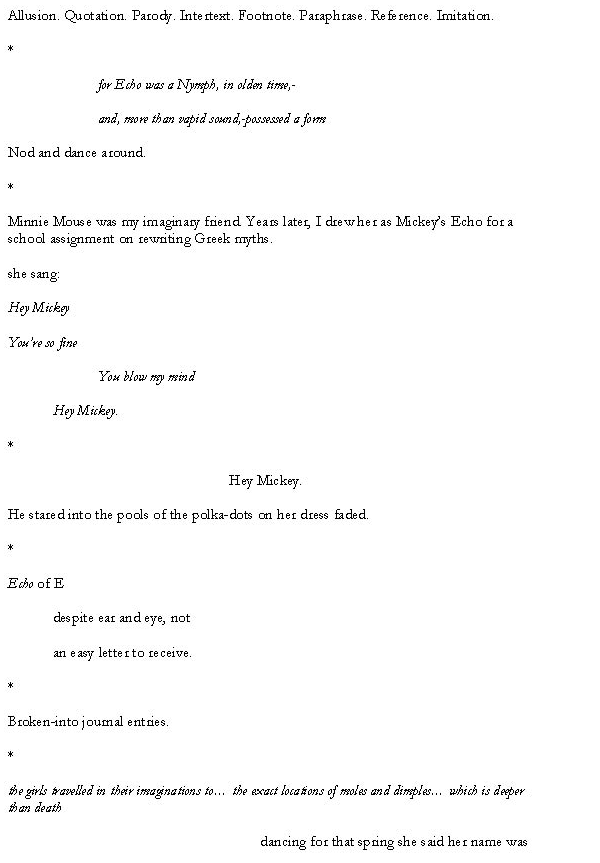 Allusion. Quotation. Parody. Intertext. Footnote. Paraphrase. Reference. Imitation.
*
for Echo was a Nymph, in olden time,-
and, more than vapid sound,-possessed a form
Nod and dance around.
*
Minnie Mouse was my imaginary friend. Years later, I drew her as Mickey's Echo for a
school assignment on rewriting Greek myths.
she sang:
Hey Mickey
You're so fine
You blow my mind
Hey Mickey.
*
Hey Mickey.
He stared into the pools of the polka-dots on her dress faded.
*
Echo of E
despite ear and eye, not
an easy letter to receive.
*
Broken-into journal entries.
*
the girls travelled in their imaginations to... the exact locations of moles and dimples... which is deeper
than death
dancing for that spring she said her name was